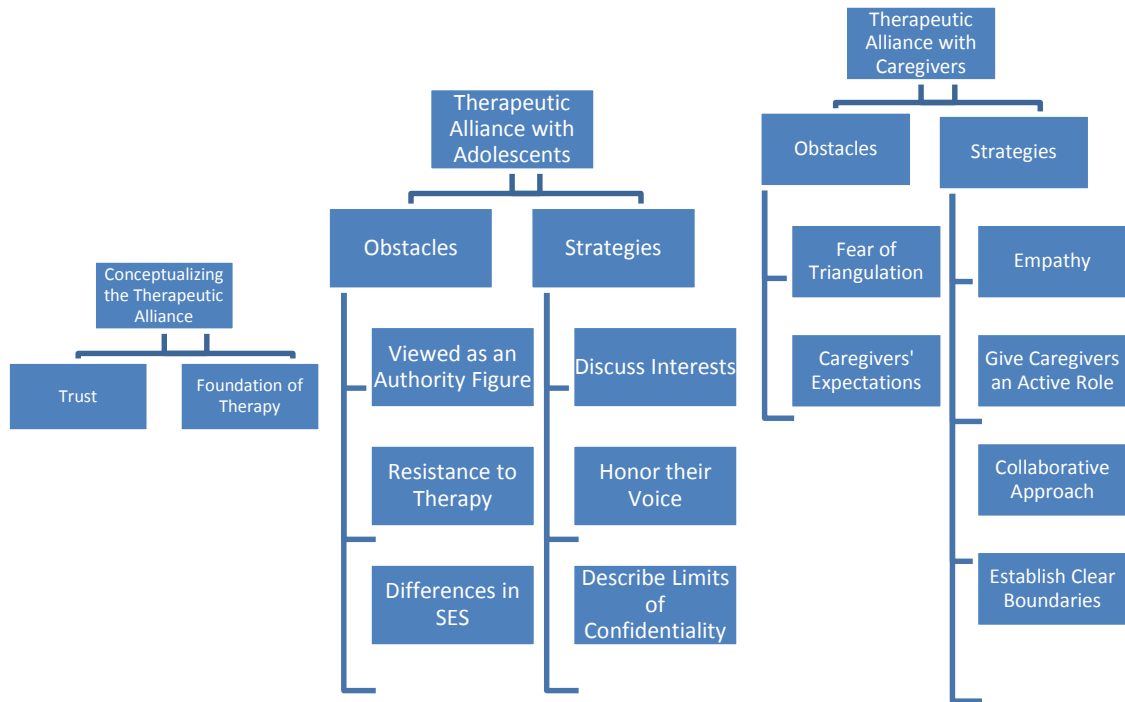 Conceptualizing
the Therapeutic
Alliance
Trust
Foundation of
Therapy
Therapeutic
Alliance with
Adolescents
Obstacles
Viewed as an
Authority Figure
Resistance to
Therapy
Differences in
SES
Strategies
Discuss Interests
Honor their
Voice
Describe Limits
of
Confidentiality
Therapeutic
Alliance with
Caregivers
Obstacles
Fear of
Triangulation
Caregivers'
Expectations
Strategies
Empathy
Give Caregivers
an Active Role
Collaborative
Approach
Establish Clear
Boundaries